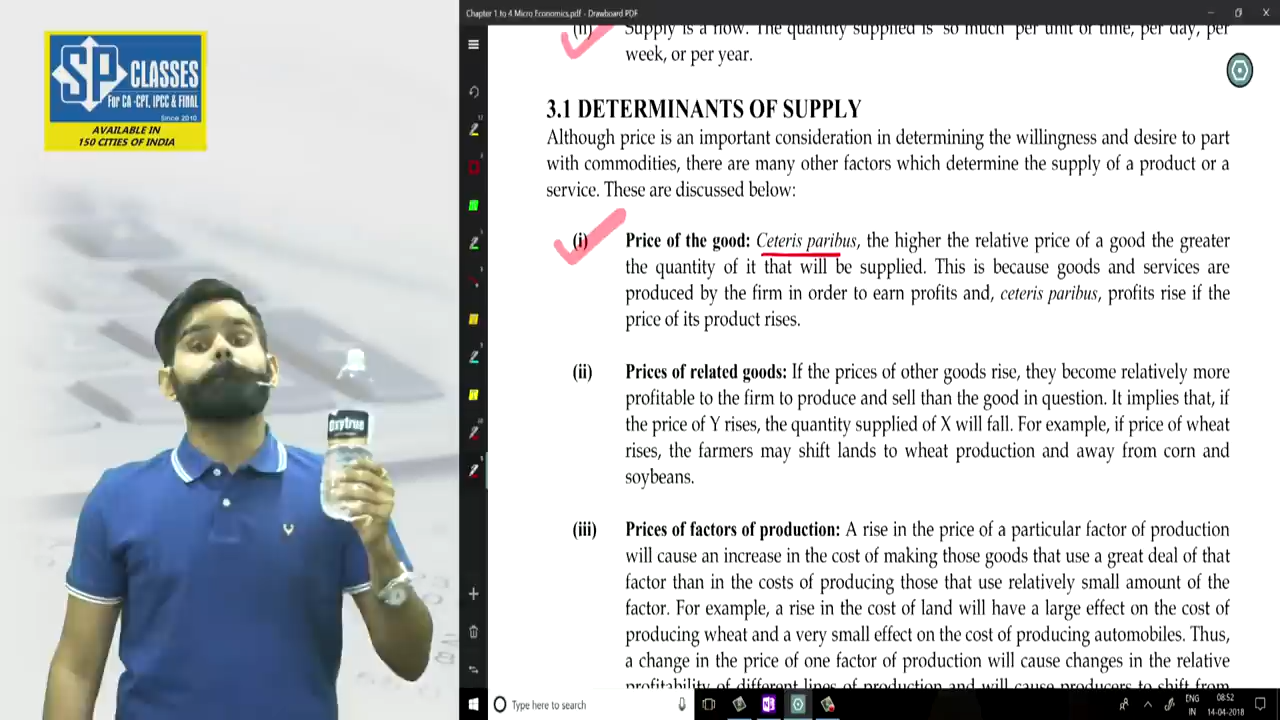 Chapter 1 to 4 Micro Economics.pdf - Drawboard PDF
SP CLASSES
For CA -CPT, IPCC & FINAL
Since 2010
AVAILABLE IN
150 CITIES OF INDIA
(ii) Supply is a flow. The quantity supplied is 'so much' per unit of time, per day, per
week, or per year.
3.1 DETERMINANTS OF SUPPLY
Although price is an important consideration in determining the willingness and desire to part
with commodities, there are many other factors which determine the supply of a product or a
service. These are discussed below:
(i) Price of the good: Ceteris paribus, the higher the relative price of a good the greater
the quantity of it that will be supplied. This is because goods and services are
produced by the firm in order to earn profits and, ceteris paribus, profits rise if the
price of its product rises.
(ii) Prices of related goods: If the prices of other goods rise, they become relatively more
profitable to the firm to produce and sell than the good in question. It implies that, if
the price of Y rises, the quantity supplied of X will fall. For example, if price of wheat
rises, the farmers may shift lands to wheat production and away from corn and
soybeans.
(iii) Prices of factors of production: A rise in the price of a particular factor of production
will cause an increase in the cost of making those goods that use a great deal of that
factor than in the costs of producing those that use relatively small amount of the
factor. For example, a rise in the cost of land will have a large effect on the cost of
producing wheat and a very small effect on the cost of producing automobiles. Thus,
a change in the price of one factor of production will cause changes in the relative
profitability of different lines of production and will cause producers to shift from
Oxytrue
Type here to search
ENG
IN
08:52
14-04-2018